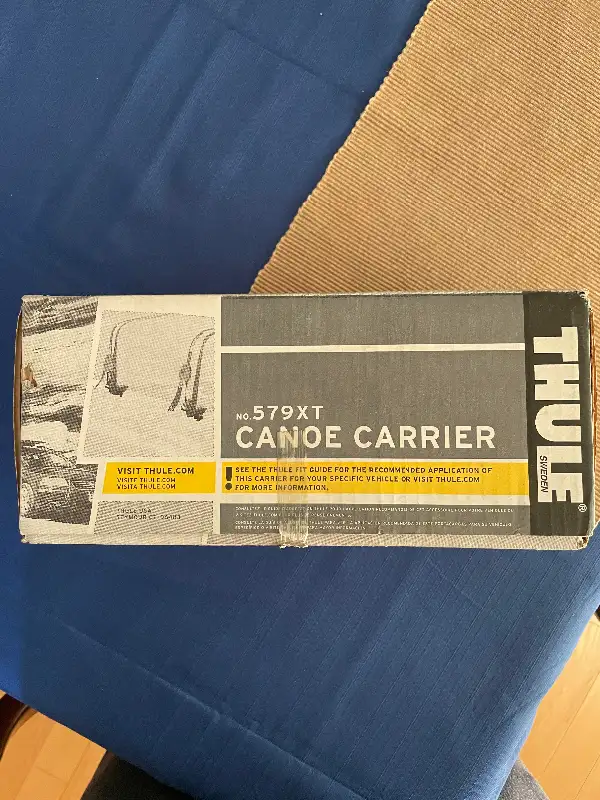 NO. 579XT
CANOE CARRIER
VISIT THULE.COM
VISITE THULE.COM
VISITA THULE.COM
! SEE THE THULE FIT GUIDE FOR THE RECOMMENDED APPLICATION OF
THIS CARRIER FOR YOUR SPECIFIC VEHICLE OR VISIT THULE.COM
FOR MORE INFORMATION.
THULE USA
THULE®
SWEDEN